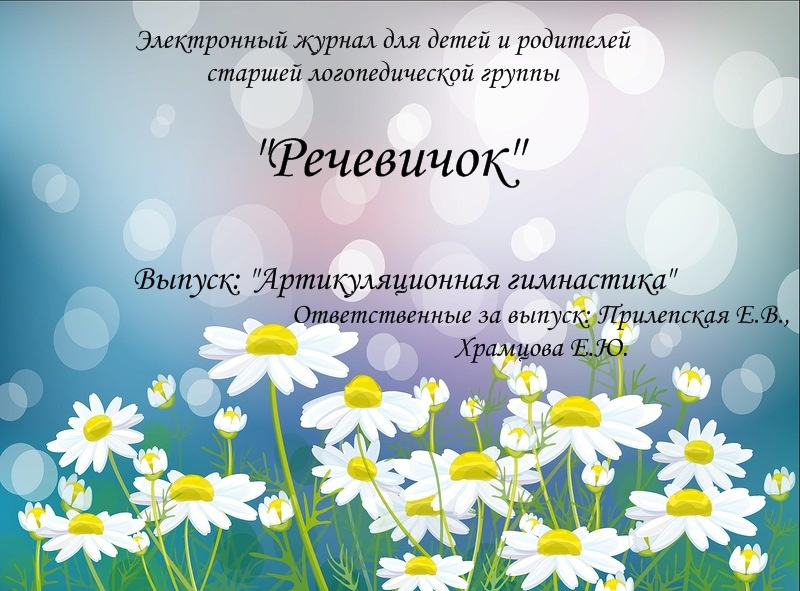 Электронный журнал для детей и родителей
старшей логопедической группы
"Речевичок"
Выпуск: "Артикуляционная гимнастика"
Ответственные за выпуск: Прилепская Е.В.,
Храмцова Е.Ю.